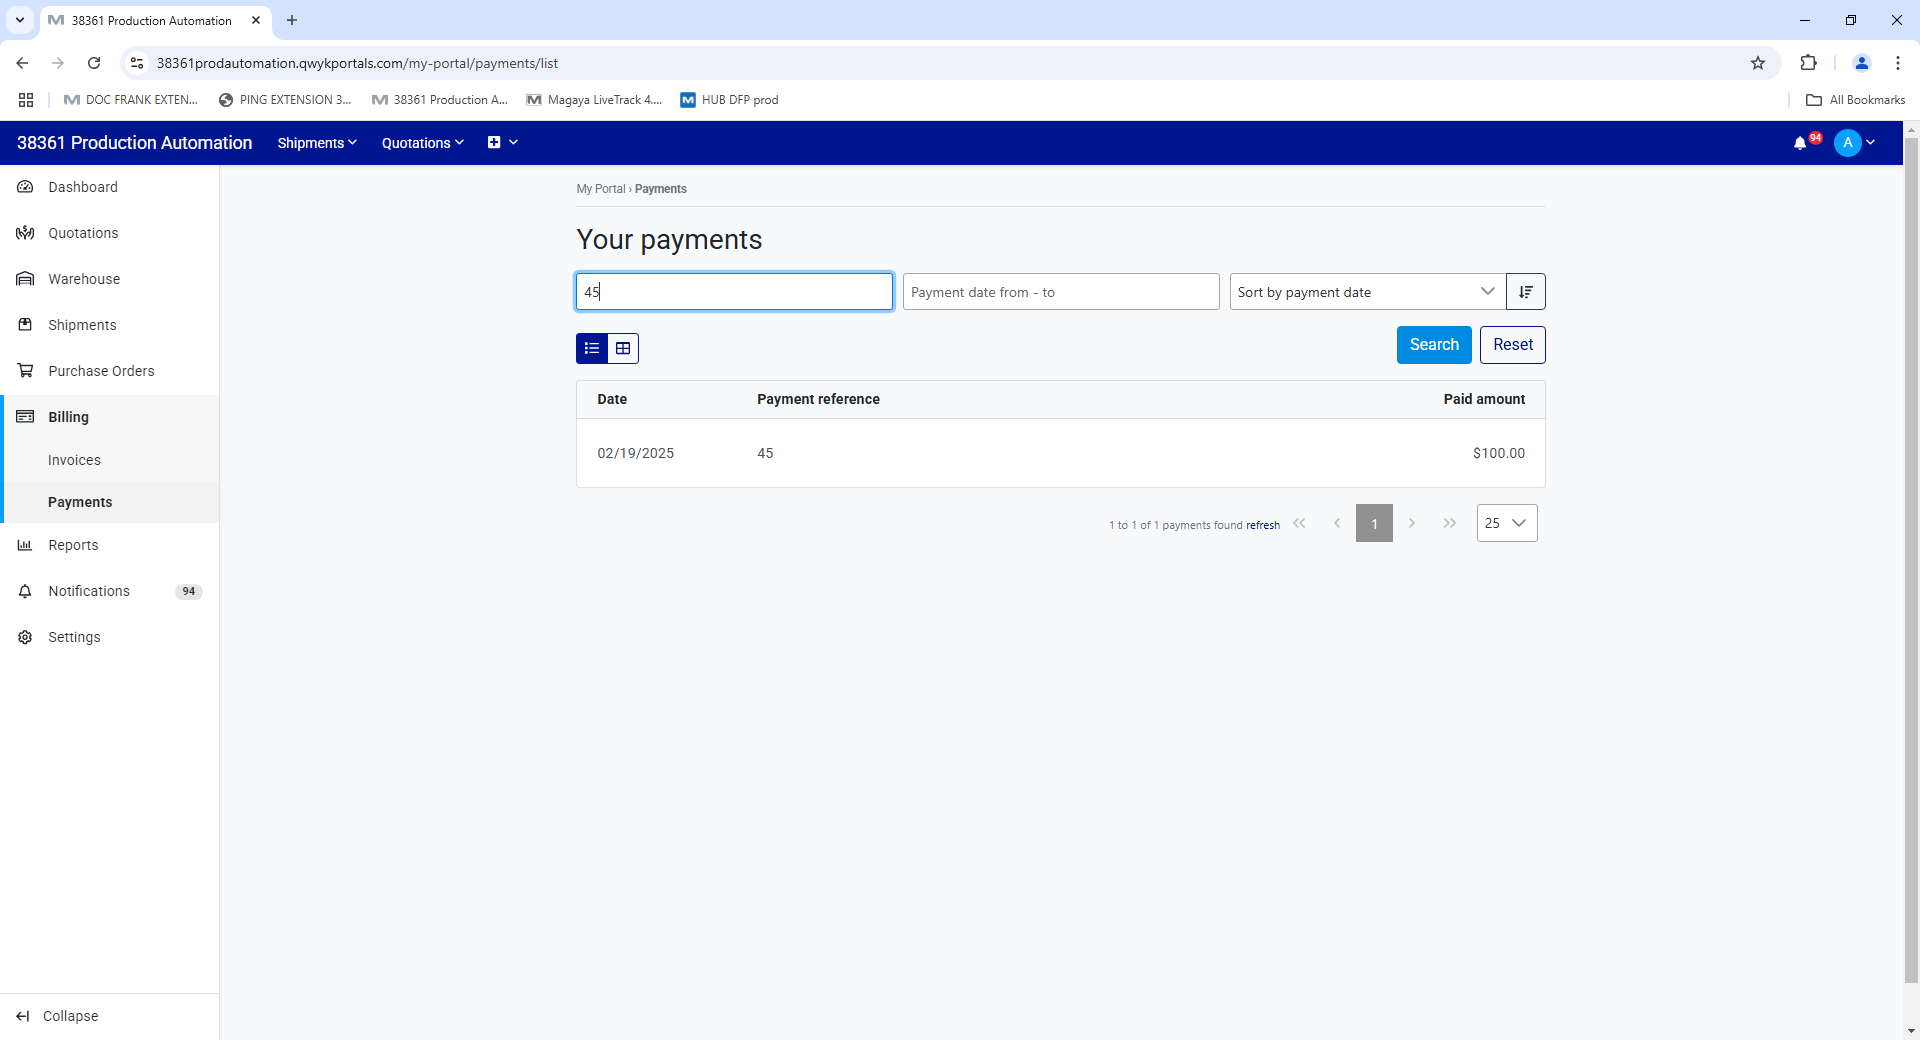 38361 Production Automation
38361prodautomation.qwykportals.com/my-portal/payments/list
DOC FRANK EXTEN...
PING EXTENSION 3...
38361 Production A...
Magaya LiveTrack 4....
HUB DFP prod
All Bookmarks
38361 Production Automation
Shipments
Quotations
94
A
Dashboard
Quotations
Warehouse
Shipments
Purchase Orders
Billing
Invoices
Payments
Reports
Notifications
94
Settings
Collapse
My Portal › Payments
Your payments
45
Payment date from - to
Sort by payment date
Search
Reset
Date
Payment reference
Paid amount
02/19/2025
45
$100.00
1 to 1 of 1 payments found refresh
1
25